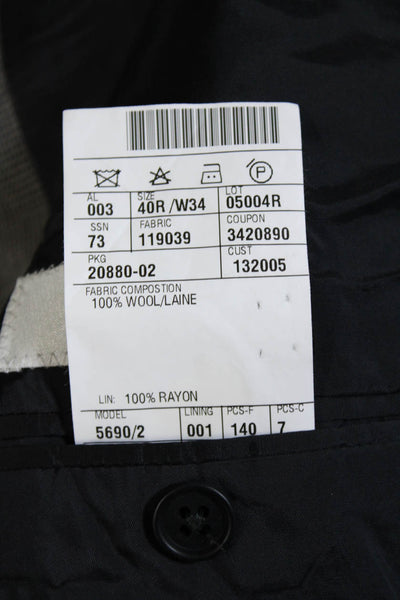 AL SIZE LOT
003 40R /W34 05004R
SSN FABRIC COUPON
73 119039 3420890
PKG CUST
20880-02 132005
FABRIC COMPOSTION
100% WOOL/LAINE
LIN: 100% RAYON
MODEL LINING PCS-F PCS-C
5690/2 001 140 7